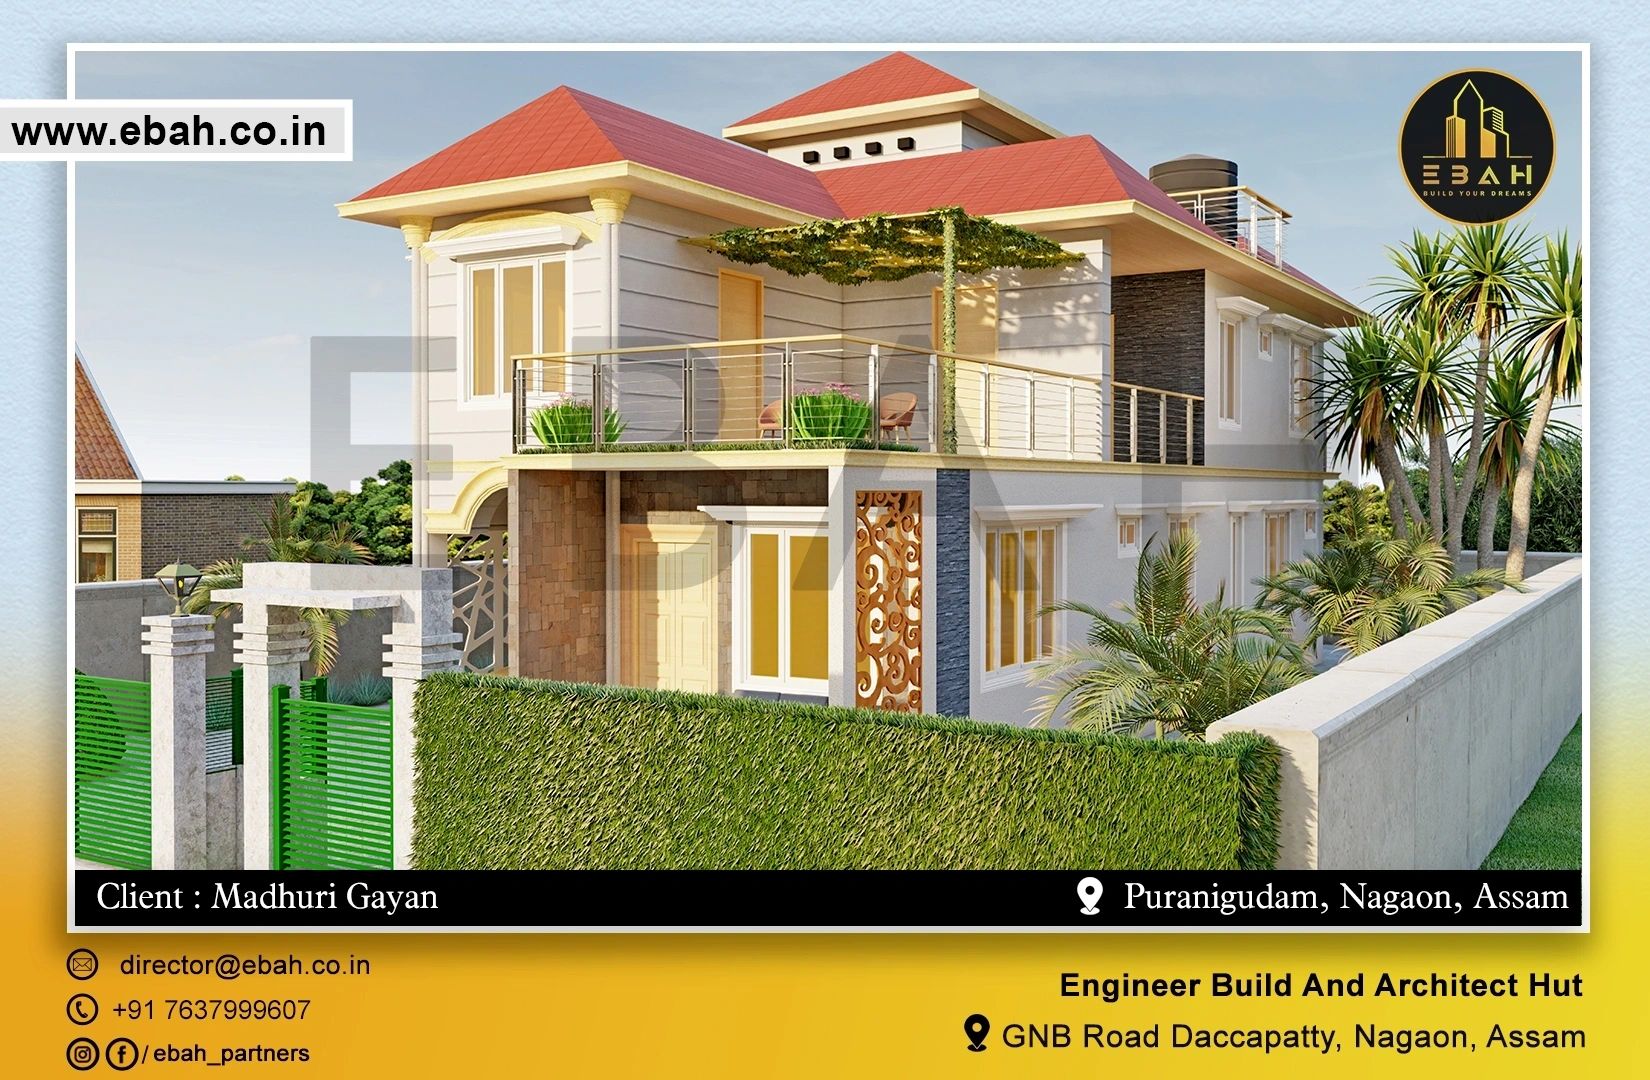 www.ebah.co.in
EBAH
BUILD YOUR DREAMS
EBAH
Client : Madhuri Gayan
Puranigudam, Nagaon, Assam
director@ebah.co.in
+91 7637999607
/ ebah_partners
Engineer Build And Architect Hut
GNB Road Daccapatty, Nagaon, Assam